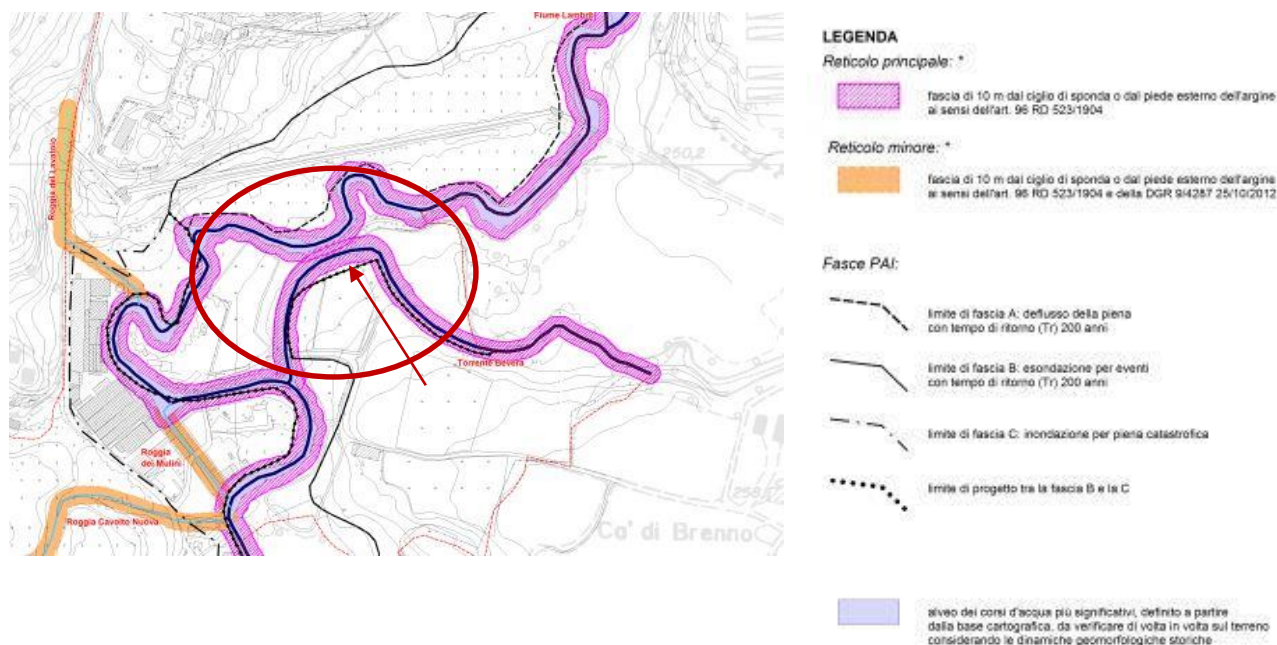 Fiume Lambro
250,2
Roggia del Lavatoio
Torrente Bevera
Roggia
dei Mulini
Roggia Cavolto Nuova
Ca' di Brenno
LEGENDA
Reticolo principale: *
fascia di 10 m dal ciglio di sponda o dal piede esterno dell'argine
ai sensi dell'art. 96 RD 523/1904
Reticolo minore: *
fascia di 10 m dal ciglio di sponda o dal piede esterno dell'argine
ai sensi dell'art. 96 RD 523/1904 e della DGR 9/4287 25/10/2012
Fasce PAI:
limite di fascia A: deflusso della piena
con tempo di ritorno (Tr) 200 anni
limite di fascia B: esondazione per eventi
con tempo di ritorno (Tr) 200 anni
limite di fascia C: inondazione per piena catastrofica
limite di progetto tra la fascia B e la C
alveo dei corsi d'acqua più significativi, definito a partire
dalla base cartografica, da verificare di volta in volta sul terreno
considerando le dinamiche geomorfologiche storiche